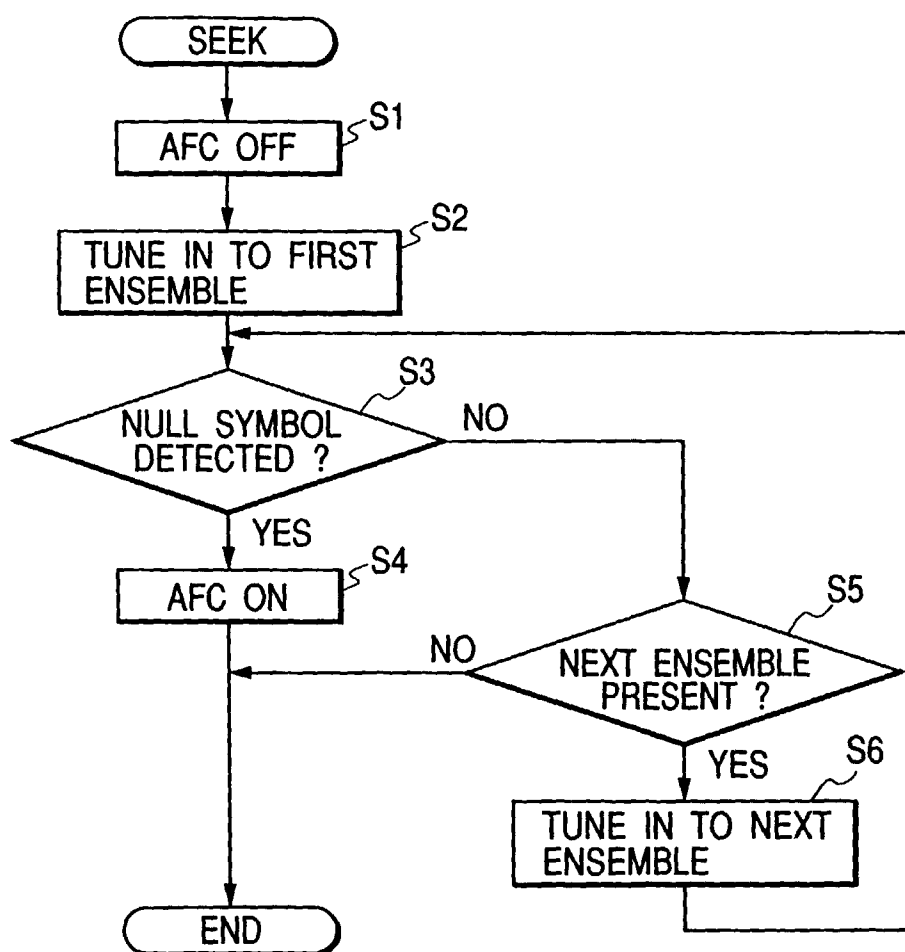 SEEK
S1
AFC OFF
S2
TUNE IN TO FIRST
ENSEMBLE
S3
NULL SYMBOL
DETECTED ?
NO
YES
S4
AFC ON
S5
NO
NEXT ENSEMBLE
PRESENT ?
YES
S6
TUNE IN TO NEXT
ENSEMBLE
END